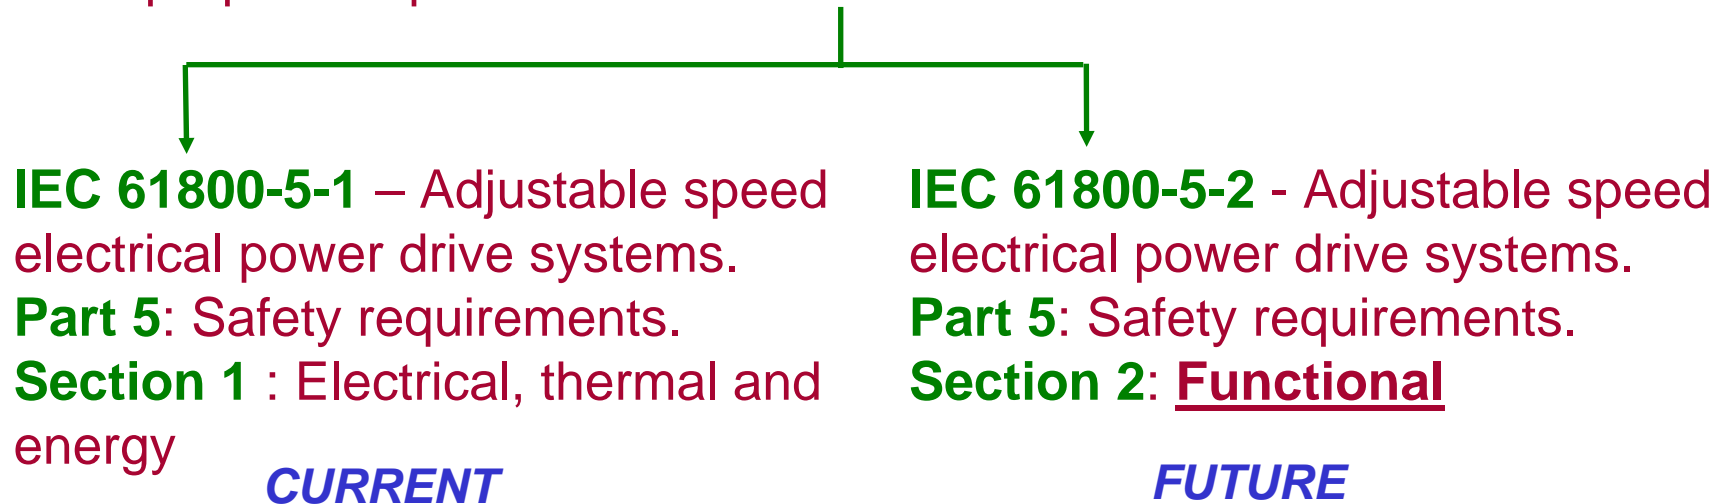 IEC 61800-5-1 – Adjustable speed
electrical power drive systems.
Part 5: Safety requirements.
Section 1 : Electrical, thermal and
energy
CURRENT
IEC 61800-5-2 - Adjustable speed
electrical power drive systems.
Part 5: Safety requirements.
Section 2: Functional
FUTURE